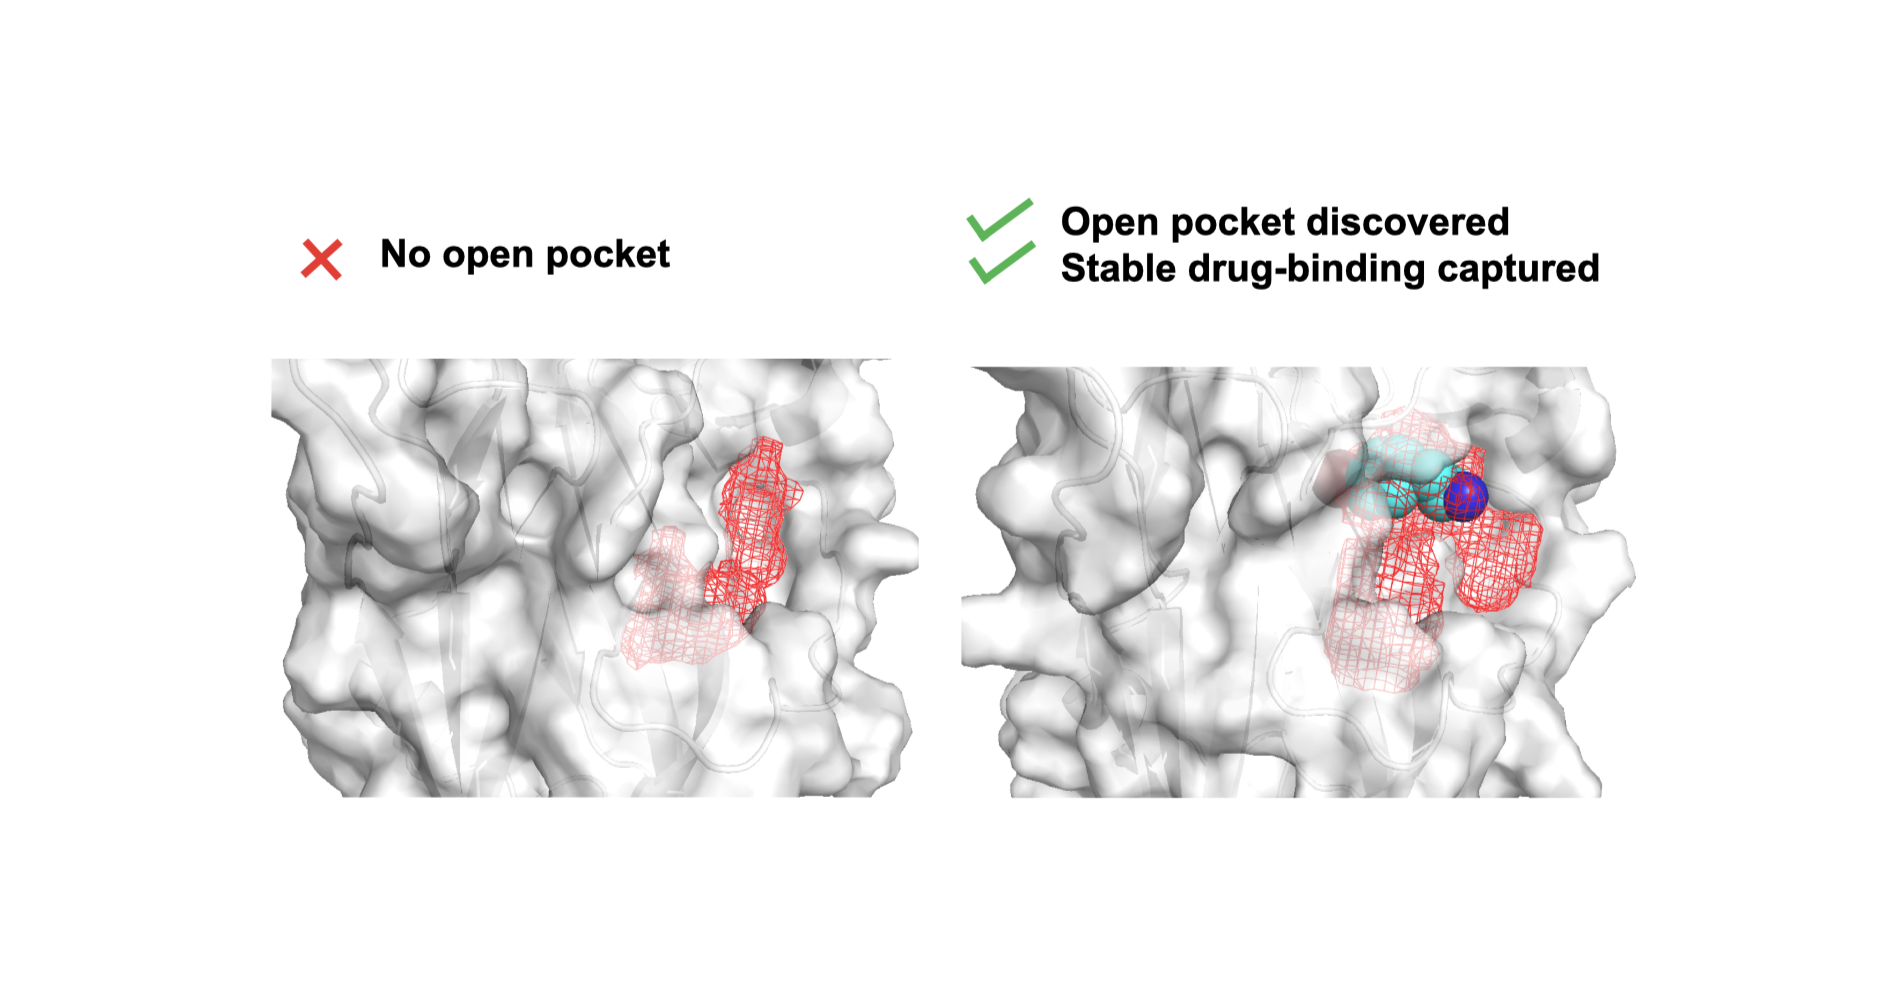 No open pocket
Open pocket discovered
Stable drug-binding captured